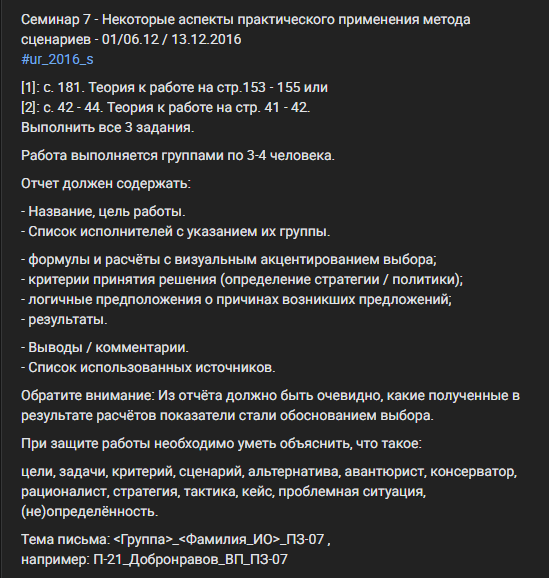 Семинар 7 - Некоторые аспекты практического применения метода
сценариев - 01/06.12 / 13.12.2016
#ur_2016_s
[1]: с. 181. Теория к работе на стр.153 - 155 или
[2]: с. 42 - 44. Теория к работе на стр. 41 - 42.
Выполнить все 3 задания.
Работа выполняется группами по 3-4 человека.
Отчет должен содержать:
- Название, цель работы.
- Список исполнителей с указанием их группы.
- формулы и расчёты с визуальным акцентированием выбора;
- критерии принятия решения (определение стратегии / политики);
- логичные предположения о причинах возникших предложений;
- результаты.
- Выводы / комментарии.
- Список использованных источников.
Обратите внимание: Из отчёта должно быть очевидно, какие полученные в
результате расчётов показатели стали обоснованием выбора.
При защите работы необходимо уметь объяснить, что такое:
цели, задачи, критерий, сценарий, альтернатива, авантюрист, консерватор,
рационалист, стратегия, тактика, кейс, проблемная ситуация,
(не)определённость.
Тема письма: <Группа>_<Фамилия_ИО>_ПЗ-07 ,
например: П-21_Добронравов_ВП_ПЗ-07